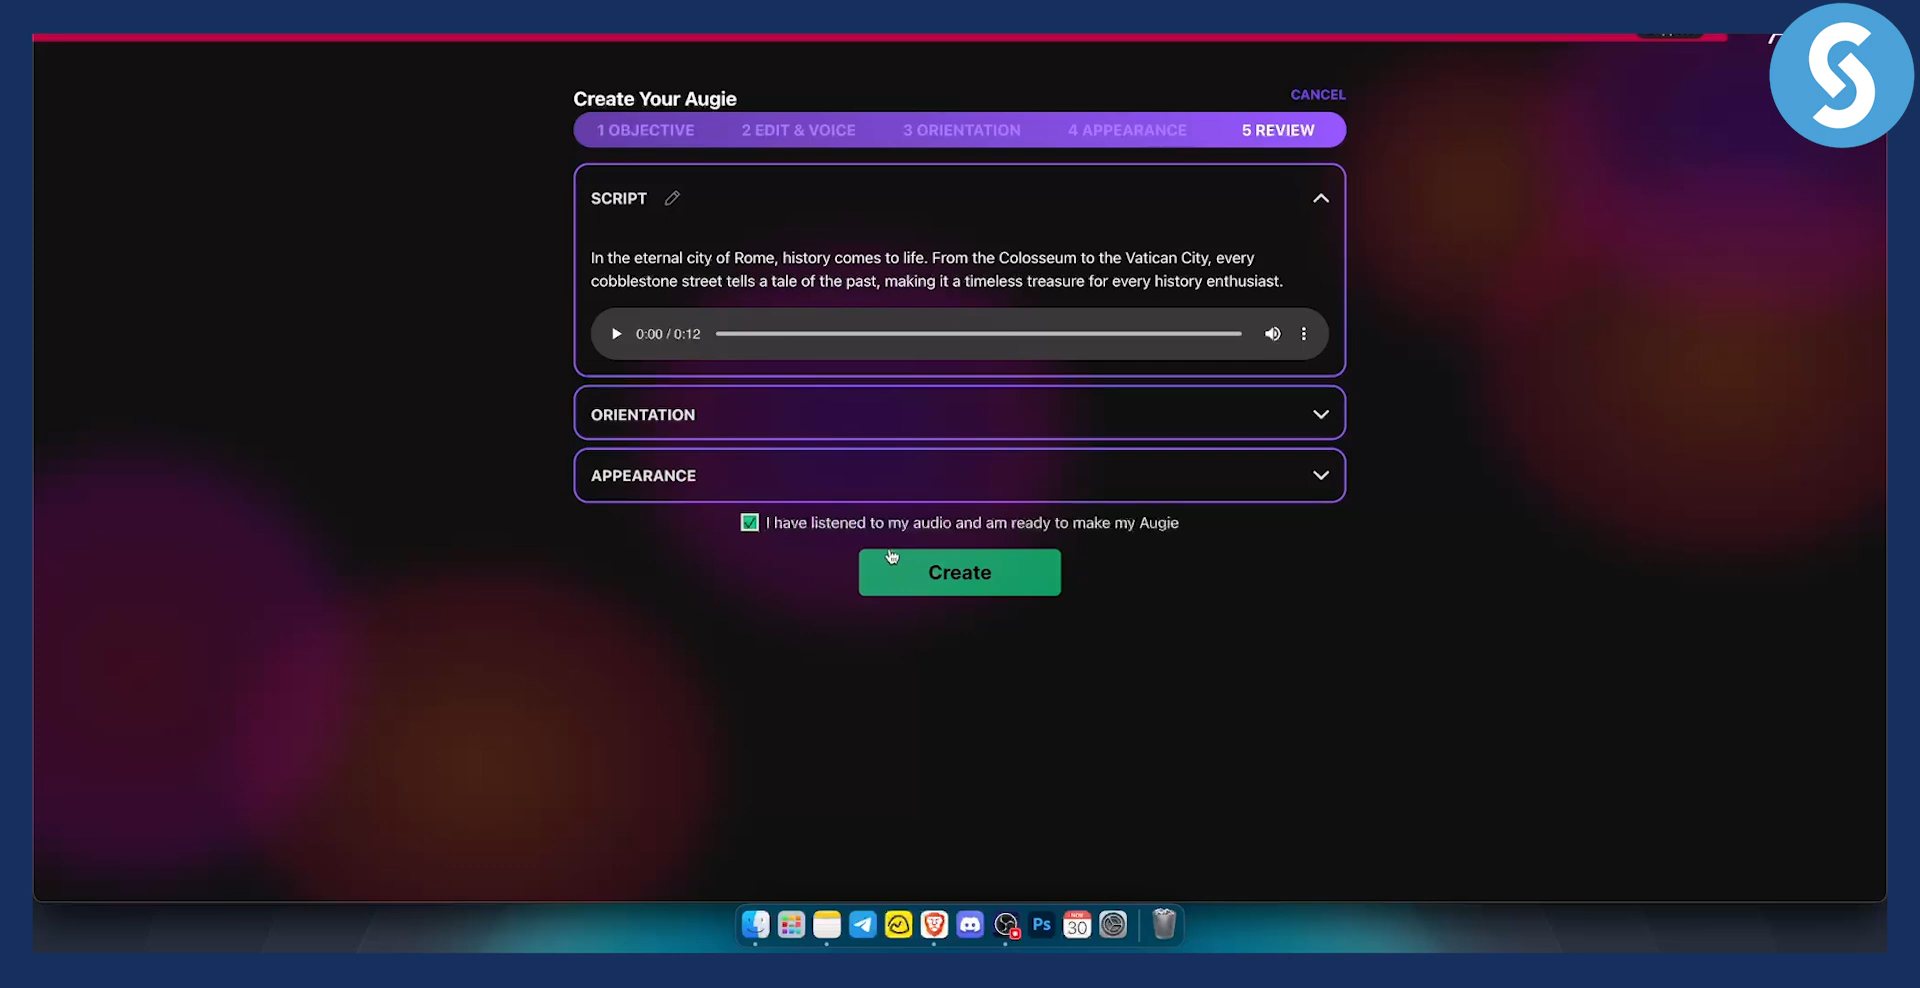 Create Your Augie
CANCEL
1 OBJECTIVE
2 EDIT & VOICE
3 ORIENTATION
4 APPEARANCE
5 REVIEW
SCRIPT
In the eternal city of Rome, history comes to life. From the Colosseum to the Vatican City, every
cobblestone street tells a tale of the past, making it a timeless treasure for every history enthusiast.
0:00 / 0:12
ORIENTATION
APPEARANCE
I have listened to my audio and am ready to make my Augie
Create
Ps
NOV
30